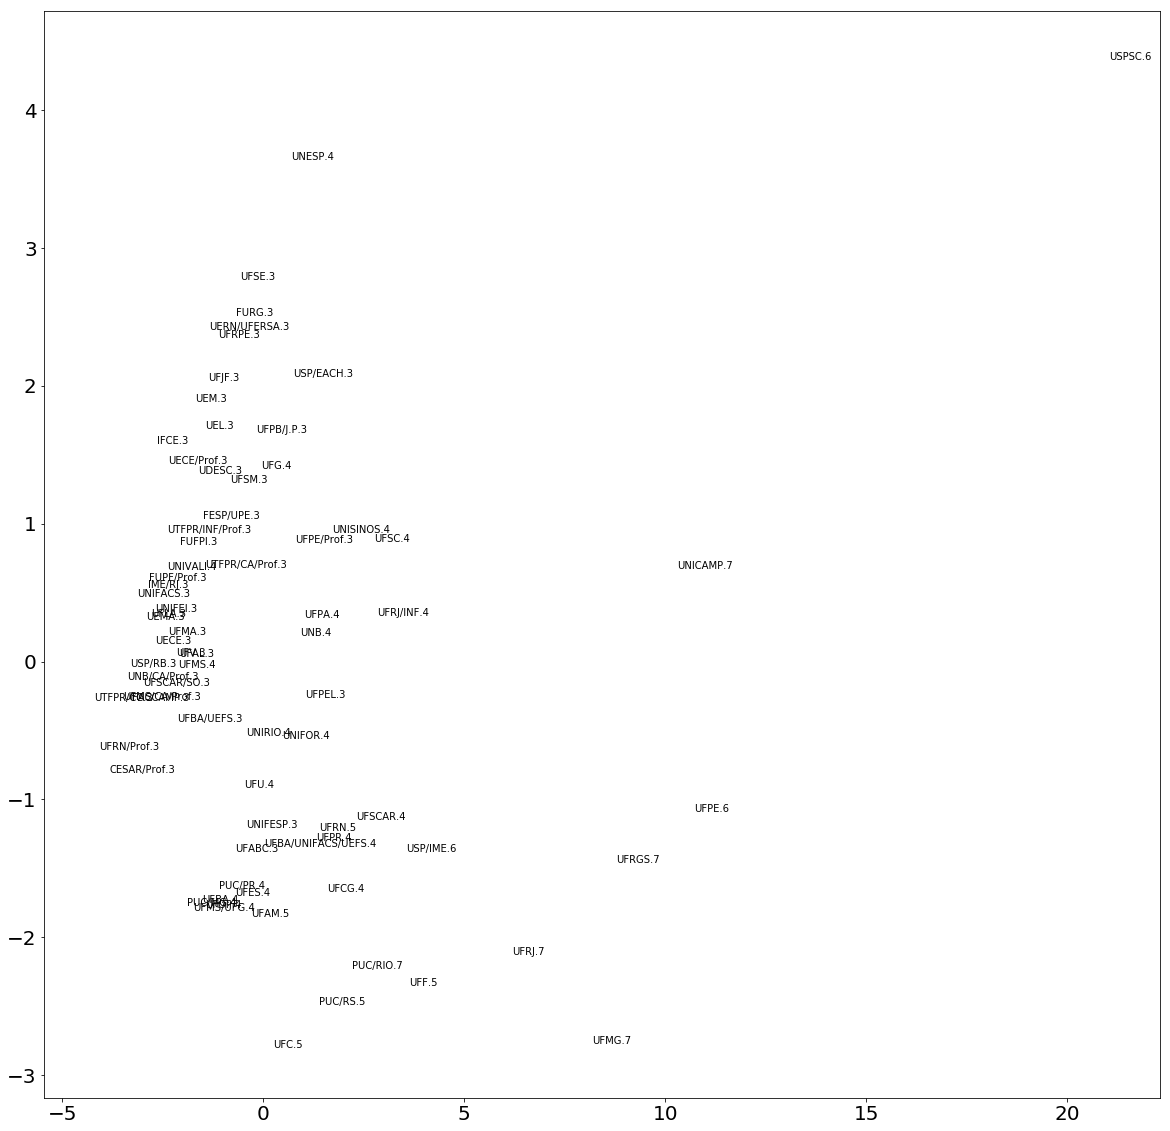 USPSC.6
4
UNESP.4
3
UFSE.3
FURG.3
UERN/UFERSA.3
UFRPE.3
2
USP/EACH.3
UFJF.3
UEM.3
UEL.3
UFPB/J.P.3
IFCE.3
UECE/Prof.3
UFG.4
UDESC.3
UFSM.3
FESP/UPE.3
1
UTFPR/INF/Prof.3
UNISINOS.4
FUFPI.3
UFPE/Prof.3
UFSC.4
UNIVALI.4
UTFPR/CA/Prof.3
UNICAMP.7
FUPF/Prof.3
IME/RJ.3
UNIFACS.3
UNIFEI.3
UEMA.3
UFPA.4
UFRJ/INF.4
UFMA.3
UNB.4
UECE.3
0
USP/RB.3
UFMS.4
UNB/CA/Prof.3
UFSCAR/SO.3
UFPEL.3
UFBA/UEFS.3
UNIRIO.4
UNIFOR.4
UFRN/Prof.3
CESAR/Prof.3
UFU.4
−1
UFPE.6
UFSCAR.4
UNIFESP.3
UFRN.5
UFPR.4
UFBA/UNIFACS/UEFS.4
UFABC.3
USP/IME.6
UFRGS.7
PUC/PR.4
UFES.4
UFCG.4
UFMS/UFG.4
UFAM.5
−2
UFRJ.7
PUC/RIO.7
UFF.5
PUC/RS.5
UFC.5
UFMG.7
−3
−5 0 5 10 15 20